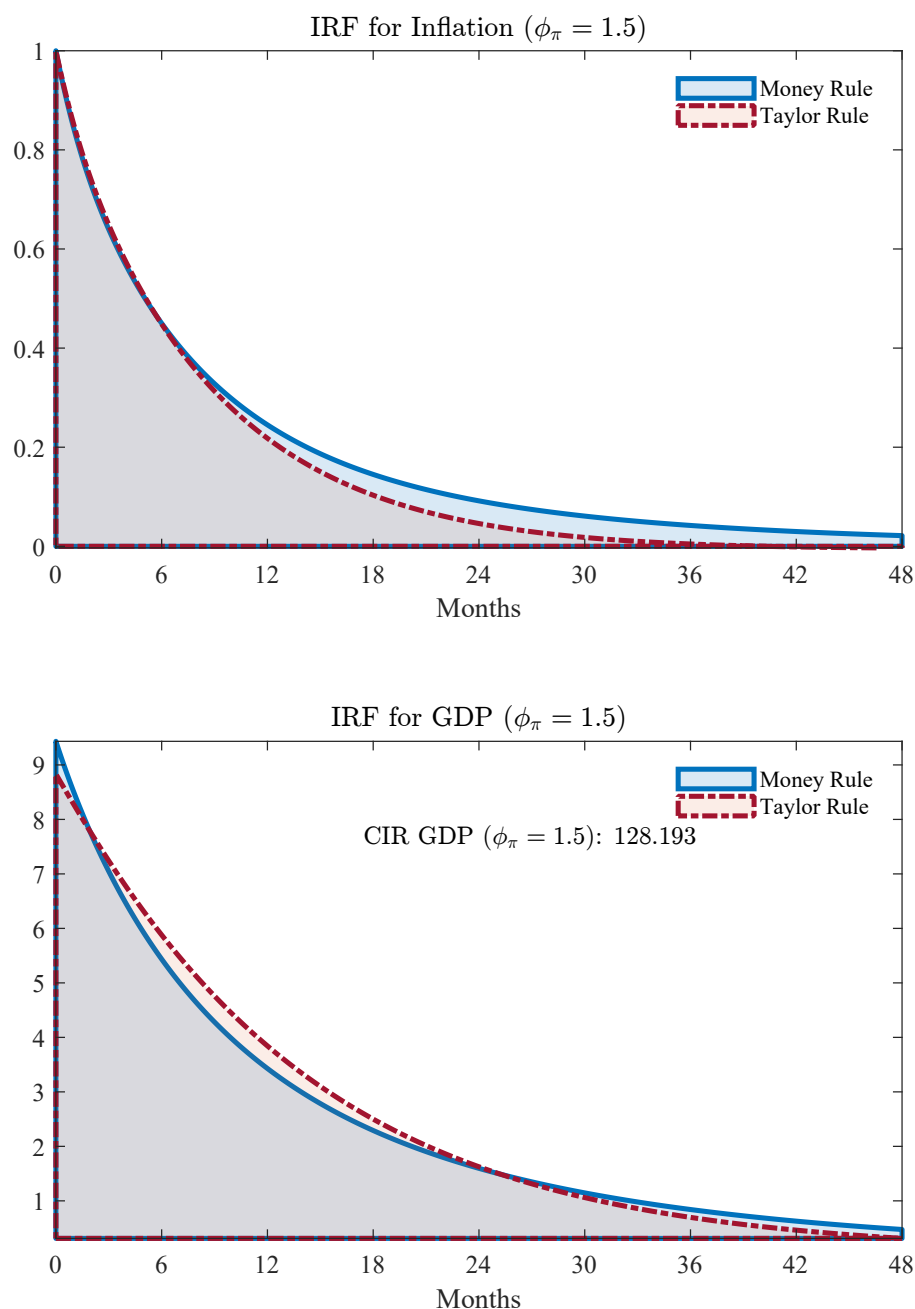 IRF for Inflation (ϕπ = 1.5)
1
Money Rule
Taylor Rule
0.8
0.6
0.4
0.2
0
0 6 12 18 24 30 36 42 48
Months
IRF for GDP (ϕπ = 1.5)
9
Money Rule
Taylor Rule
CIR GDP (ϕπ = 1.5): 128.193
8
7
6
5
4
3
2
1
0 6 12 18 24 30 36 42 48
Months